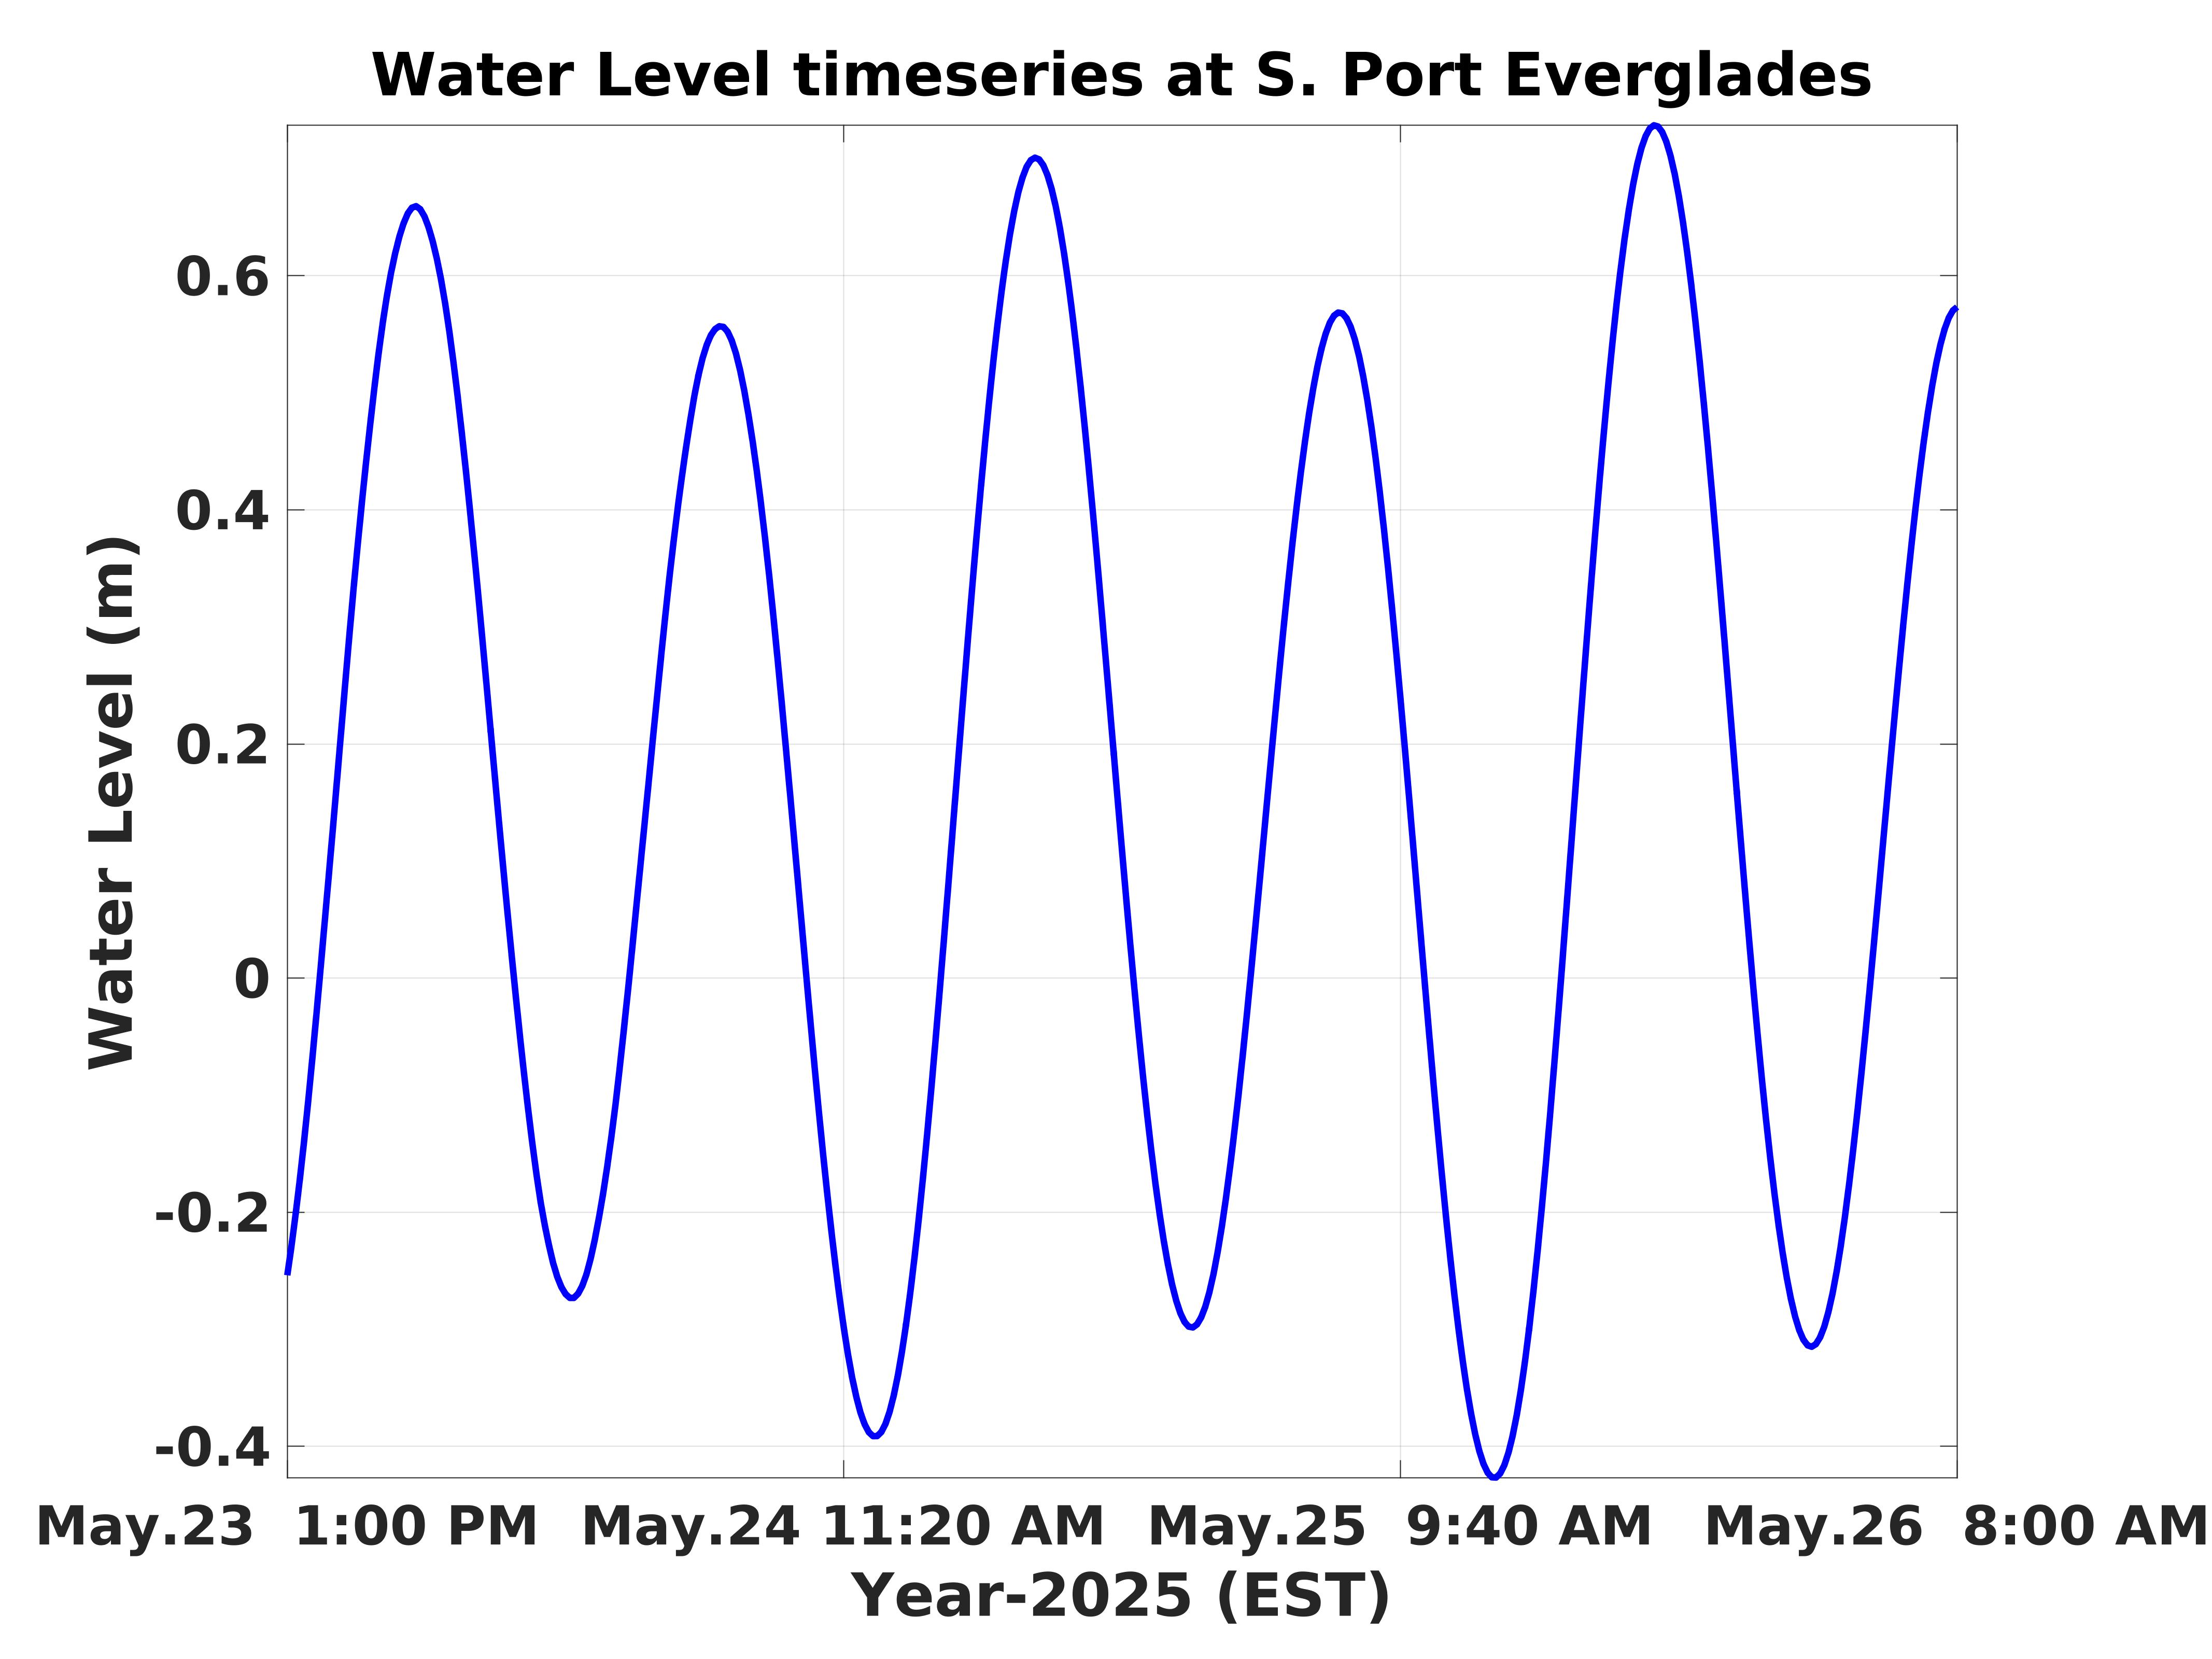 Water Level timeseries at S. Port Everglades
Water Level (m)
0.6
0.4
0.2
0
-0.2
-0.4
May.23  1:00 PM
May.24 11:20 AM
May.25  9:40 AM
May.26  8:00 AM
Year-2025 (EST)